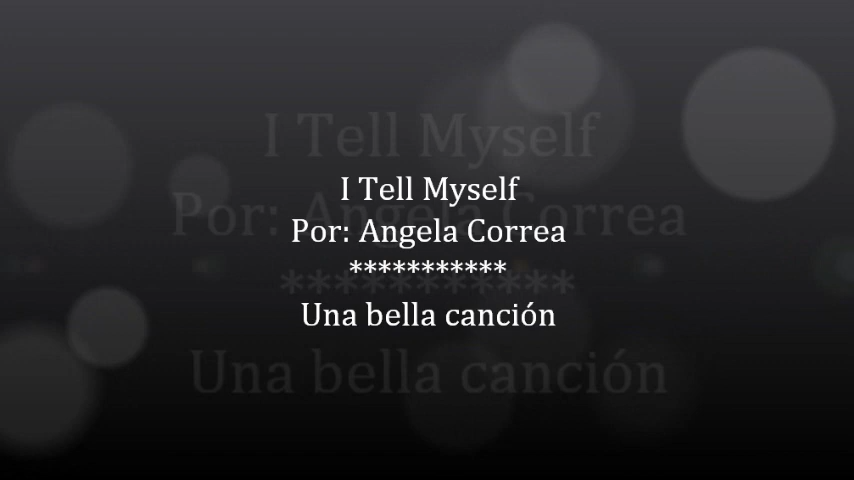 I Tell Myself
Por: Angela Correa
***********
Una bella canción